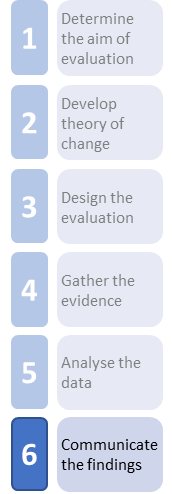 1
Determine
the aim of
evaluation
2
Develop
theory of
change
3
Design the
evaluation
4
Gather the
evidence
5
Analyse the
data
6
Communicate
the findings